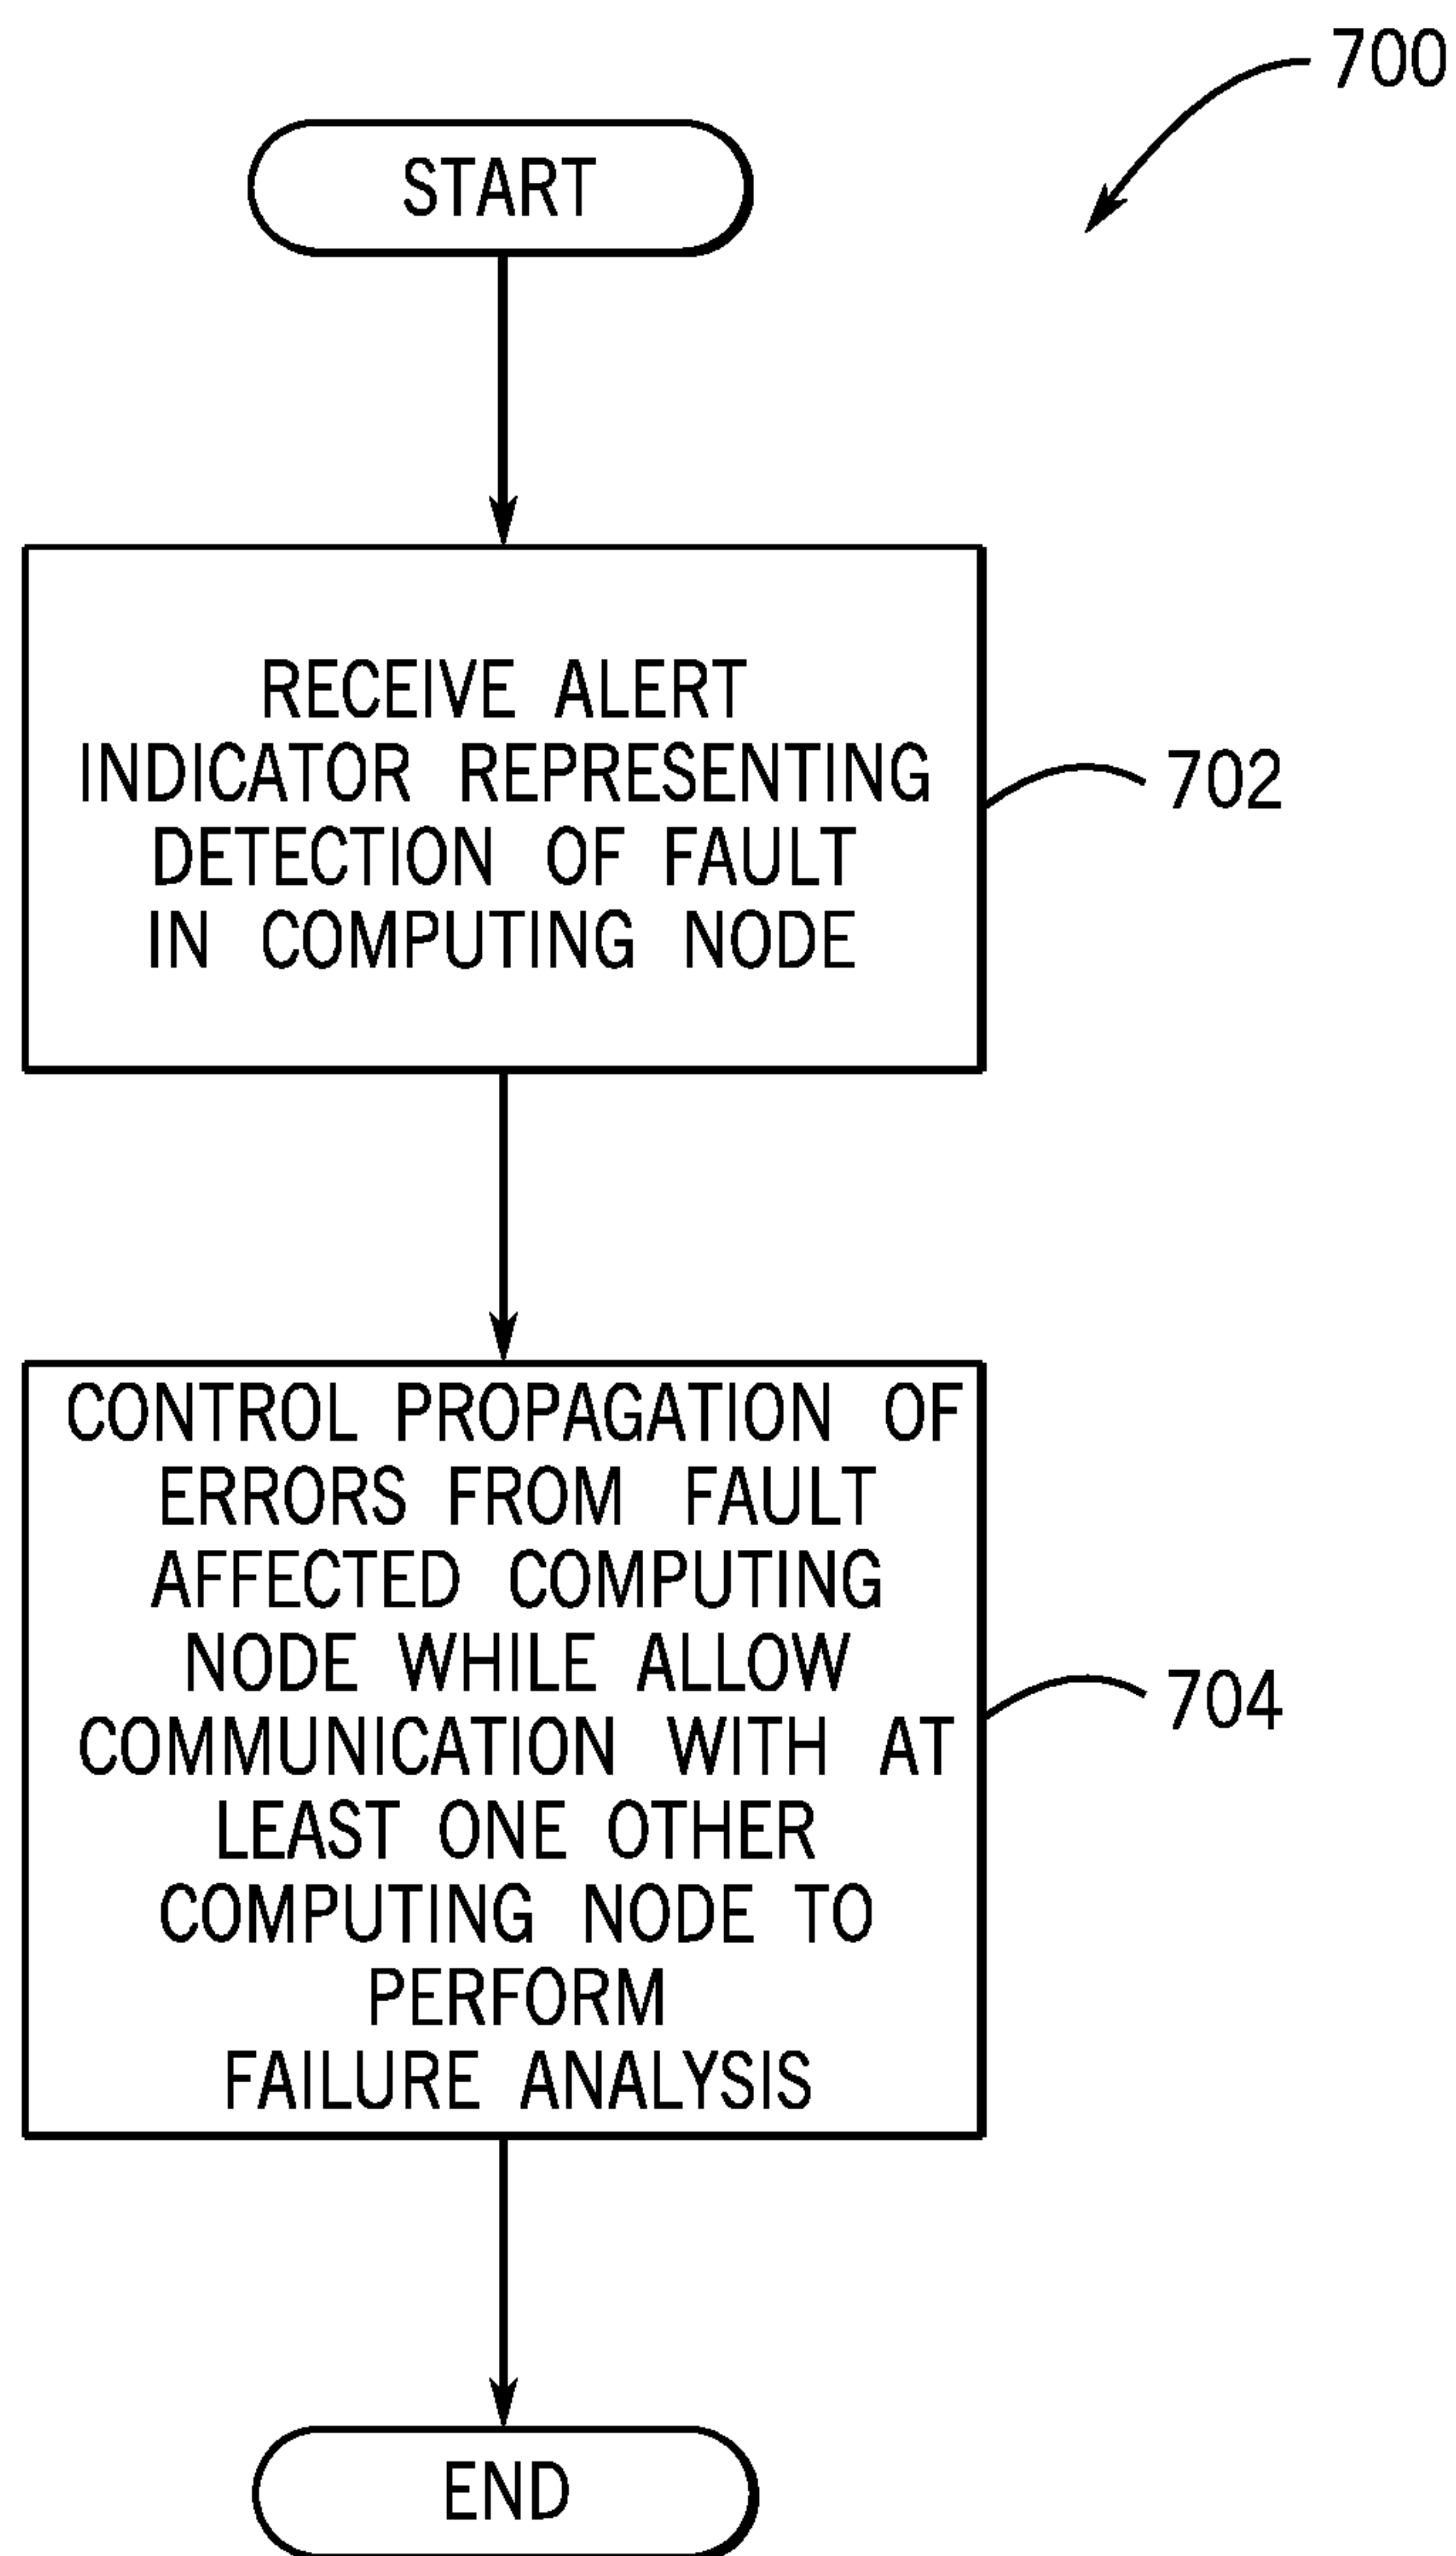 700
START
RECEIVE ALERT
INDICATOR REPRESENTING
DETECTION OF FAULT
IN COMPUTING NODE
702
CONTROL PROPAGATION OF
ERRORS FROM FAULT
AFFECTED COMPUTING
NODE WHILE ALLOW
COMMUNICATION WITH AT
LEAST ONE OTHER
COMPUTING NODE TO
PERFORM
FAILURE ANALYSIS
704
END